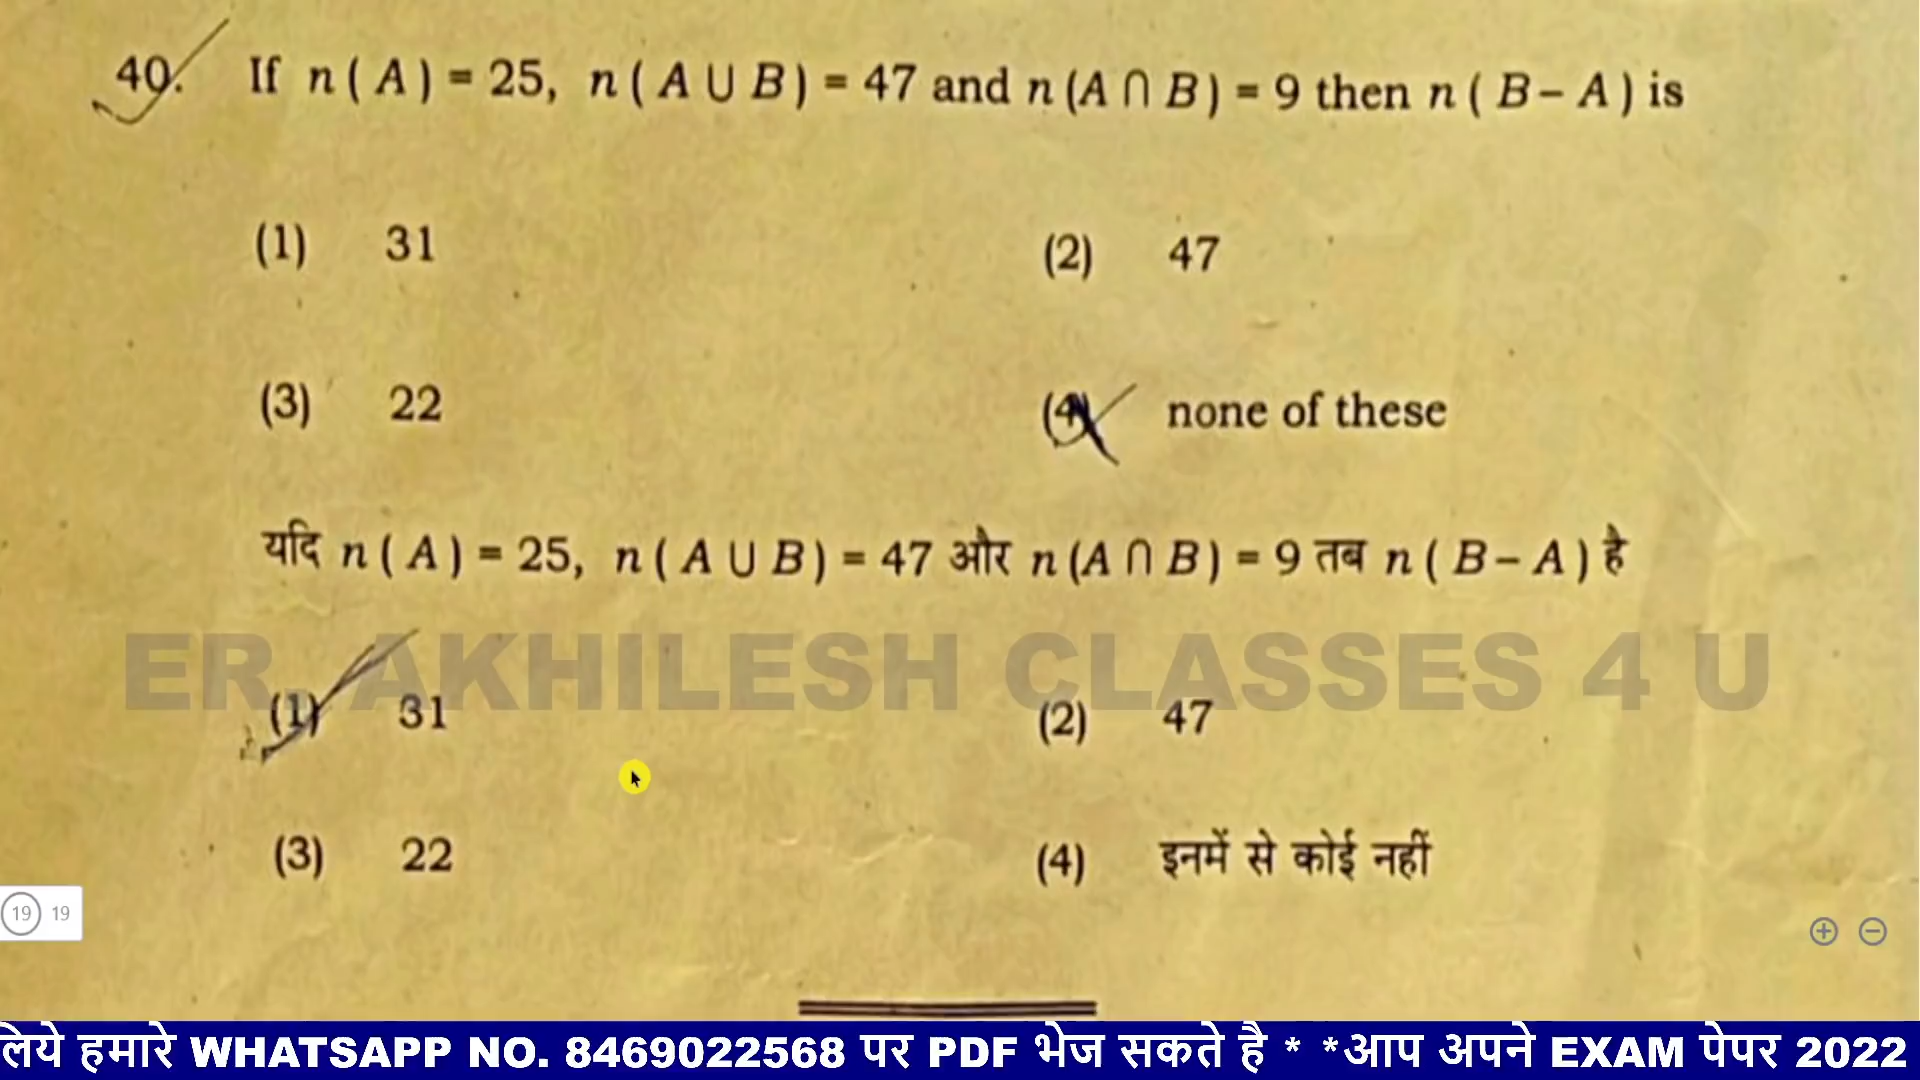 40. If n ( A ) = 25, n ( A ∪ B ) = 47 and n (A ∩ B ) = 9 then n ( B – A ) is
(1) 31 (2) 47
(3) 22 (4) none of these
यदि n ( A ) = 25, n ( A ∪ B ) = 47 और n (A ∩ B ) = 9 तब n ( B – A ) है
ER. AKHILESH CLASSES 4 U
(1) 31 (2) 47
(3) 22 (4) इनमें से कोई नहीं
19 19
लिये हमारे WHATSAPP NO. 8469022568 पर PDF भेज सकते है * *आप अपने EXAM पेपर 2022